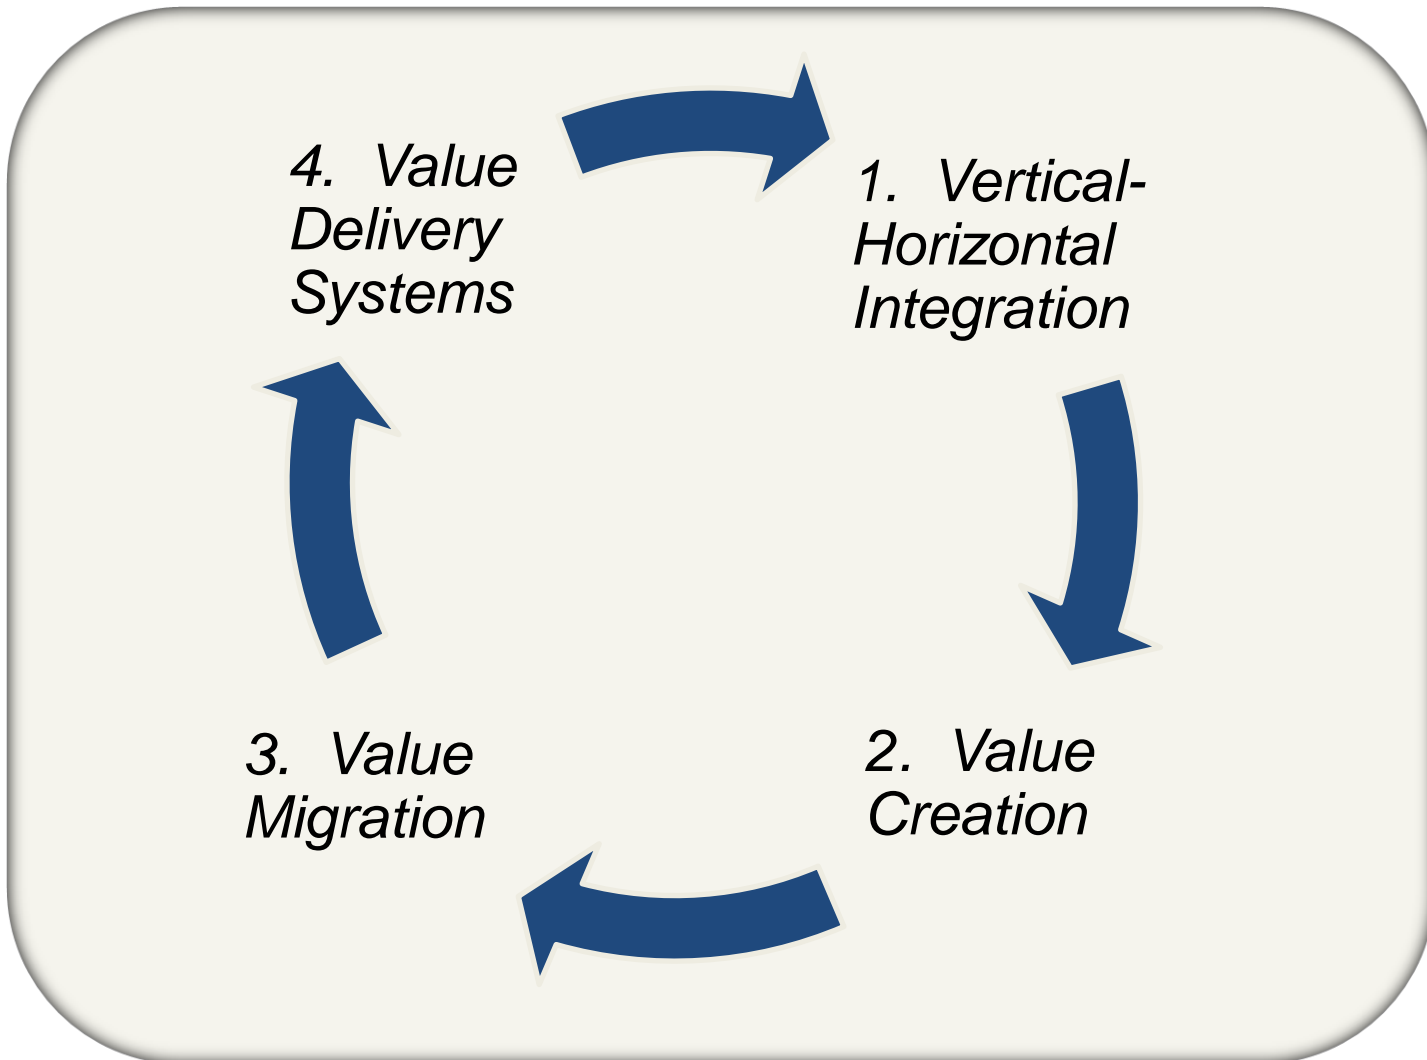 4. Value
Delivery
Systems
1. Vertical-
Horizontal
Integration
3. Value
Migration
2. Value
Creation